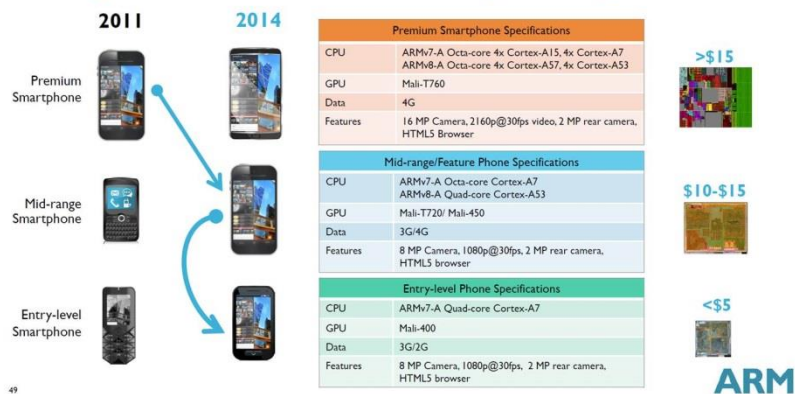 2011
2014
Premium
Smartphone
Mid-range
Smartphone
Entry-level
Smartphone
Premium Smartphone Specifications
CPU ARMv7-A Octa-core 4x Cortex-A15, 4x Cortex-A7
ARMv8-A Octa-core 4x Cortex-A57, 4x Cortex-A53
GPU Mali-T760
Data 4G
Features 16 MP Camera, 2160p@30fps video, 2 MP rear camera,
HTML5 Browser
Mid-range/Feature Phone Specifications
CPU ARMv7-A Octa-core Cortex-A7
ARMv8-A Quad-core Cortex-A53
GPU Mali-T720/ Mali-450
Data 3G/4G
Features 8 MP Camera, 1080p@30fps, 2 MP rear camera,
HTML5 browser
Entry-level Phone Specifications
CPU ARMv7-A Quad-core Cortex-A7
GPU Mali-400
Data 3G/2G
Features 8 MP Camera, 1080p@30fps, 2 MP rear camera,
HTML5 browser
>$15
$10-$15
<$5
49
ARM